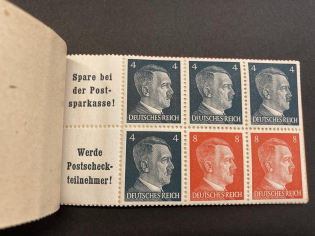 Spare bei
der Post-
sparkasse!
4 4 4
DEUTSCHES REICH DEUTSCHES REICH DEUTSCHES REICH
Werde
Postscheck-
teilnehmer!
4 8 8
DEUTSCHES REICH DEUTSCHES REICH DEUTSCHES REICH